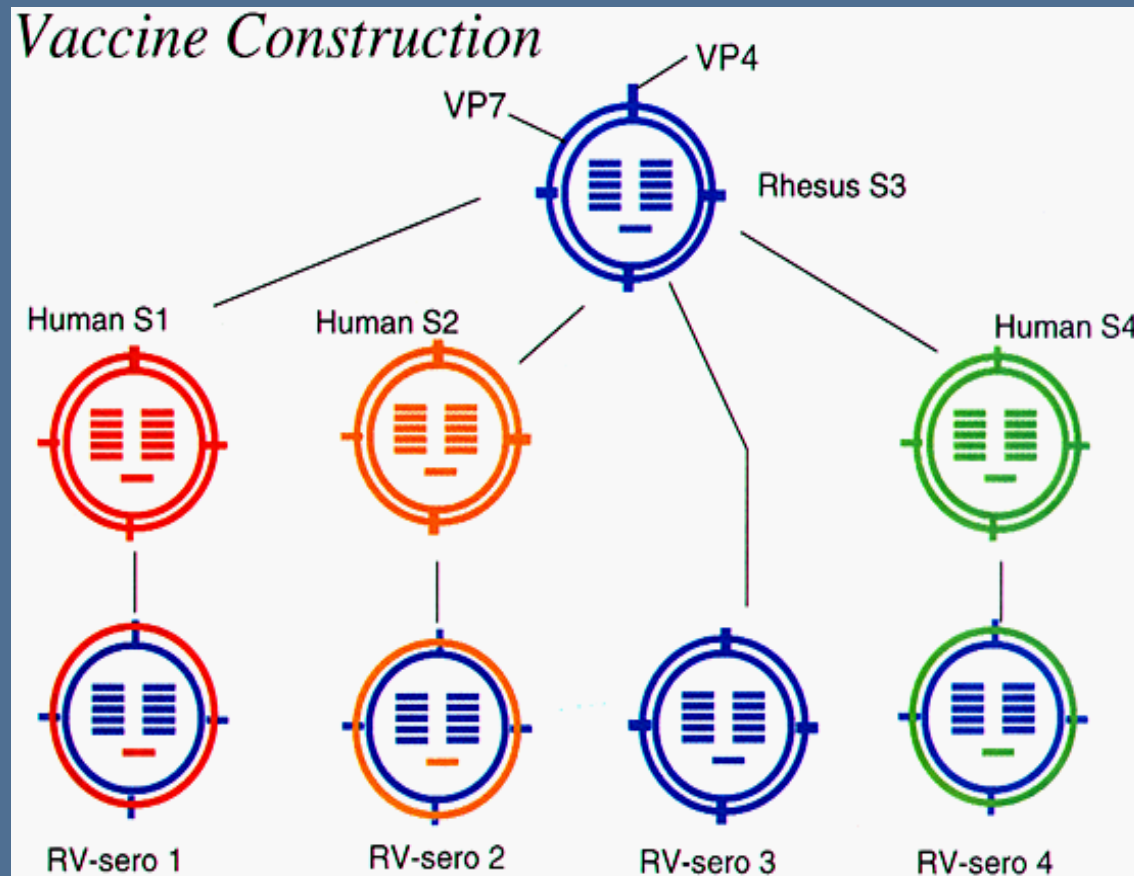 Vaccine Construction
VP4
VP7
Rhesus S3
Human S1
Human S2
Human S4
RV-sero 1
RV-sero 2
RV-sero 3
RV-sero 4